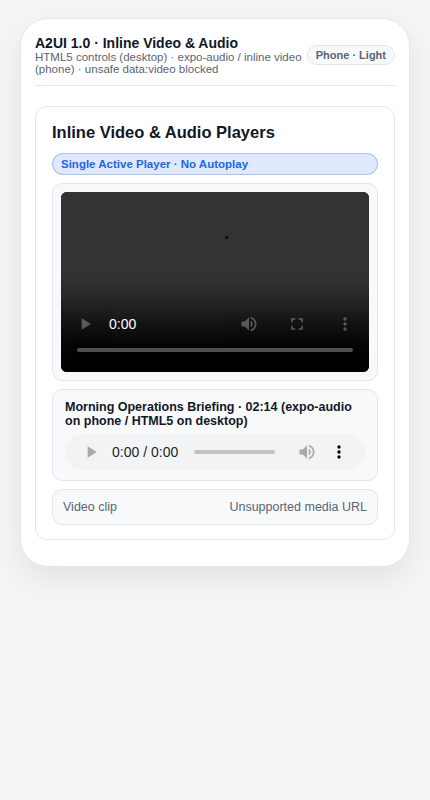 A2UI 1.0 · Inline Video & Audio
HTML5 controls (desktop) · expo-audio / inline video
(phone) · unsafe data:video blocked
Phone · Light
Inline Video & Audio Players
Single Active Player · No Autoplay
0:00
Morning Operations Briefing · 02:14 (expo-audio
on phone / HTML5 on desktop)
0:00 / 0:00
Video clip
Unsupported media URL